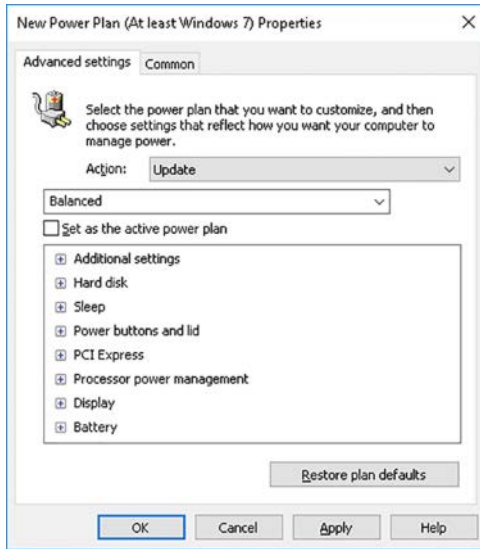 New Power Plan (At least Windows 7) Properties
Advanced settings
Common
Select the power plan that you want to customize, and then
choose settings that reflect how you want your computer to
manage power.
Action:
Update
Balanced
Set as the active power plan
Additional settings
Hard disk
Sleep
Power buttons and lid
PCI Express
Processor power management
Display
Battery
Restore plan defaults
OK
Cancel
Apply
Help